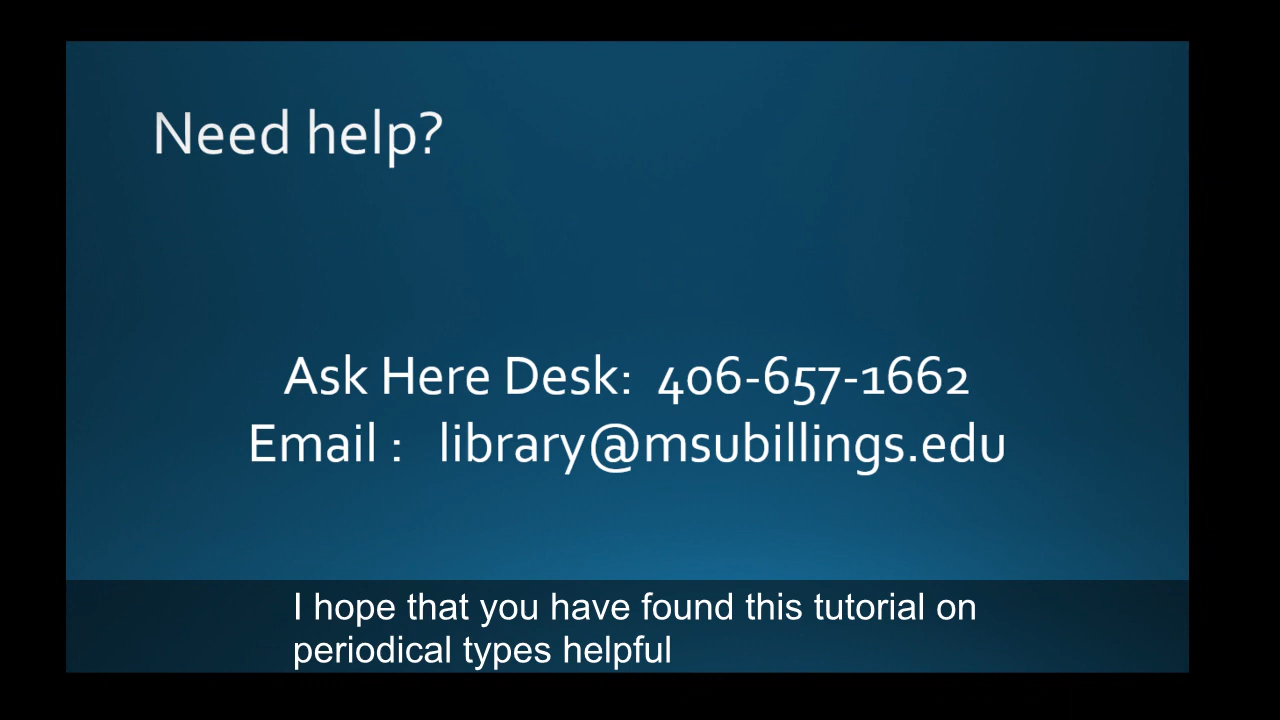 Need help?
Ask Here Desk: 406-657-1662
Email : library@msubillings.edu
I hope that you have found this tutorial on
periodical types helpful